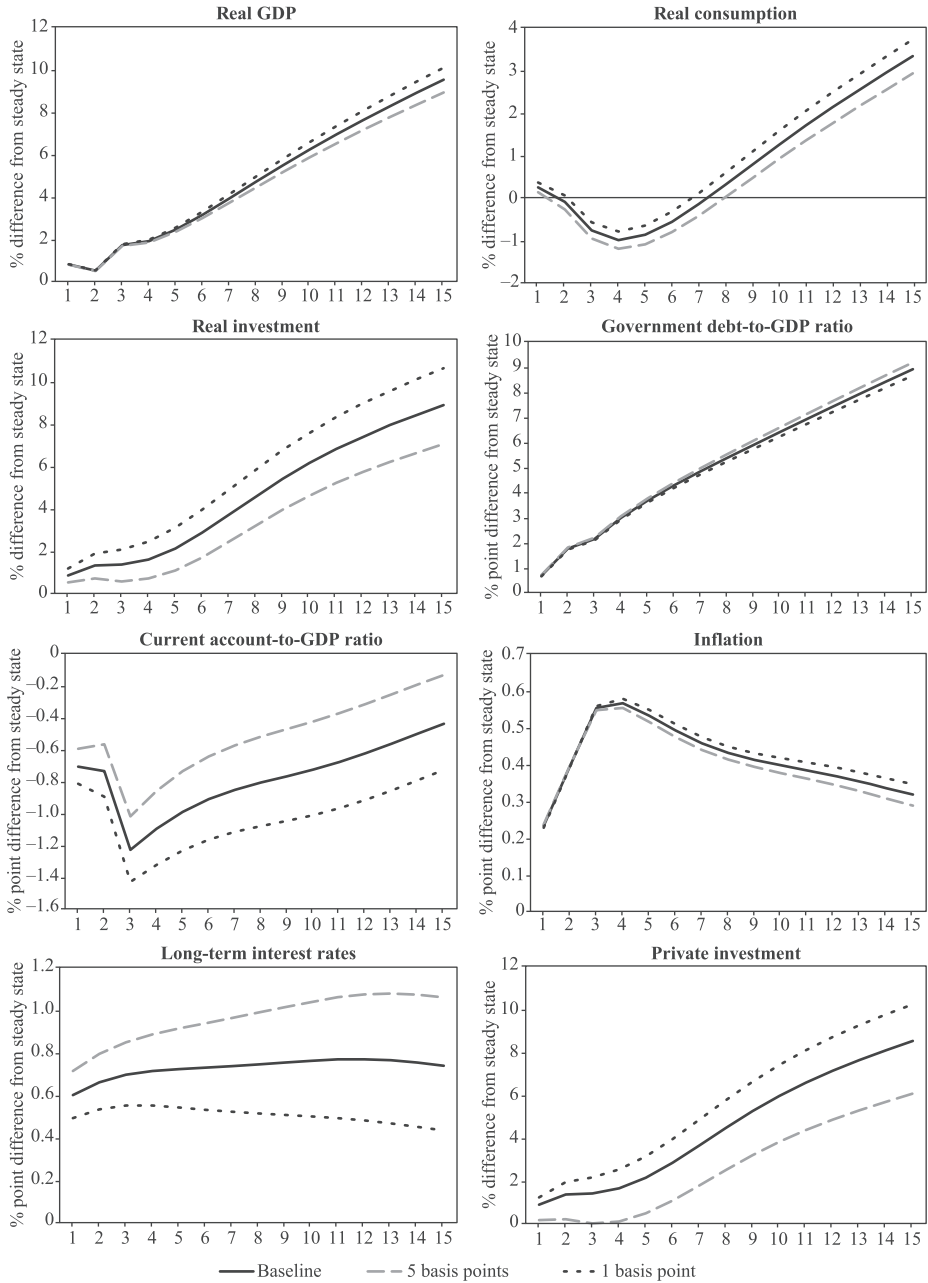 Real GDP
% difference from steady state
12
10
8
6
4
2
0
1 2 3 4 5 6 7 8 9 10 11 12 13 14 15
Real consumption
% difference from steady state
4
3
2
1
0
−1
−2
1 2 3 4 5 6 7 8 9 10 11 12 13 14 15
Real investment
% difference from steady state
12
10
8
6
4
2
0
1 2 3 4 5 6 7 8 9 10 11 12 13 14 15
Government debt-to-GDP ratio
% point difference from steady state
10
9
8
7
6
5
4
3
2
1
0
1 2 3 4 5 6 7 8 9 10 11 12 13 14 15
Current account-to-GDP ratio
% point difference from steady state
0
−0.2
−0.4
−0.6
−0.8
−1.0
−1.2
−1.4
−1.6
1 2 3 4 5 6 7 8 9 10 11 12 13 14 15
Inflation
% point difference from steady state
0.7
0.6
0.5
0.4
0.3
0.2
0.1
0
1 2 3 4 5 6 7 8 9 10 11 12 13 14 15
Long-term interest rates
% point difference from steady state
1.2
1.0
0.8
0.6
0.4
0.2
0
1 2 3 4 5 6 7 8 9 10 11 12 13 14 15
Private investment
% difference from steady state
12
10
8
6
4
2
0
1 2 3 4 5 6 7 8 9 10 11 12 13 14 15
Baseline 5 basis points 1 basis point